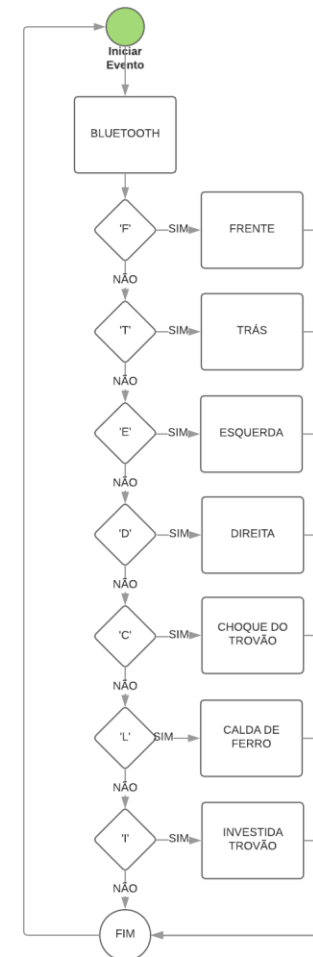 Iniciar
Evento
BLUETOOTH
'F'
SIM
FRENTE
NÃO
'T'
SIM
TRÁS
NÃO
'E'
SIM
ESQUERDA
NÃO
'D'
SIM
DIREITA
NÃO
'C'
SIM
CHOQUE DO
TROVÃO
NÃO
'L'
SIM
CALDA DE
FERRO
NÃO
'I'
SIM
INVESTIDA
TROVÃO
NÃO
FIM